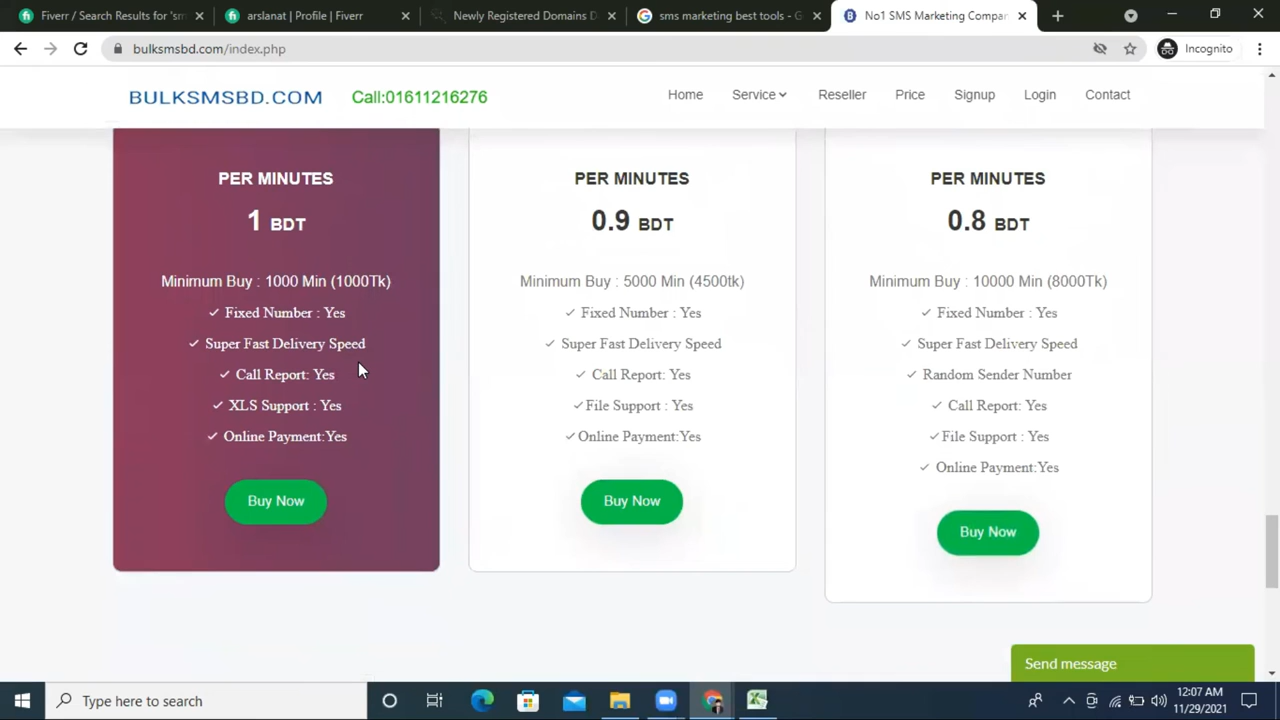 Fiverr / Search Results for 'sm
arslanat | Profile | Fiverr
Newly Registered Domains D
sms marketing best tools - G
No1 SMS Marketing Compan
bulksmsbd.com/index.php
Incognito
BULKSMSBD.COM
Call:01611216276
Home
Service
Reseller
Price
Signup
Login
Contact
PER MINUTES
1 BDT
Minimum Buy : 1000 Min (1000Tk)
Fixed Number : Yes
Super Fast Delivery Speed
Call Report: Yes
XLS Support : Yes
Online Payment:Yes
Buy Now
PER MINUTES
0.9 BDT
Minimum Buy : 5000 Min (4500tk)
Fixed Number : Yes
Super Fast Delivery Speed
Call Report: Yes
File Support : Yes
Online Payment:Yes
Buy Now
PER MINUTES
0.8 BDT
Minimum Buy : 10000 Min (8000Tk)
Fixed Number : Yes
Super Fast Delivery Speed
Random Sender Number
Call Report: Yes
File Support : Yes
Online Payment:Yes
Buy Now
Send message
Type here to search
12:07 AM
11/29/2021